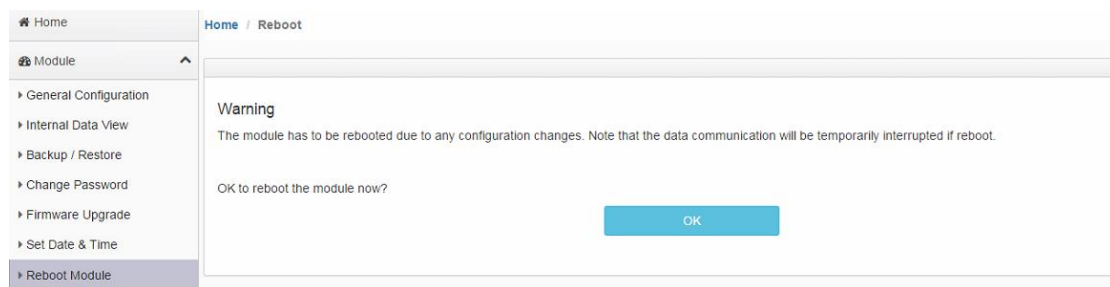 Home
Home / Reboot
Module
General Configuration
Internal Data View
Backup / Restore
Change Password
Firmware Upgrade
Set Date & Time
Reboot Module
Warning
The module has to be rebooted due to any configuration changes. Note that the data communication will be temporarily interrupted if reboot.
OK to reboot the module now?
OK